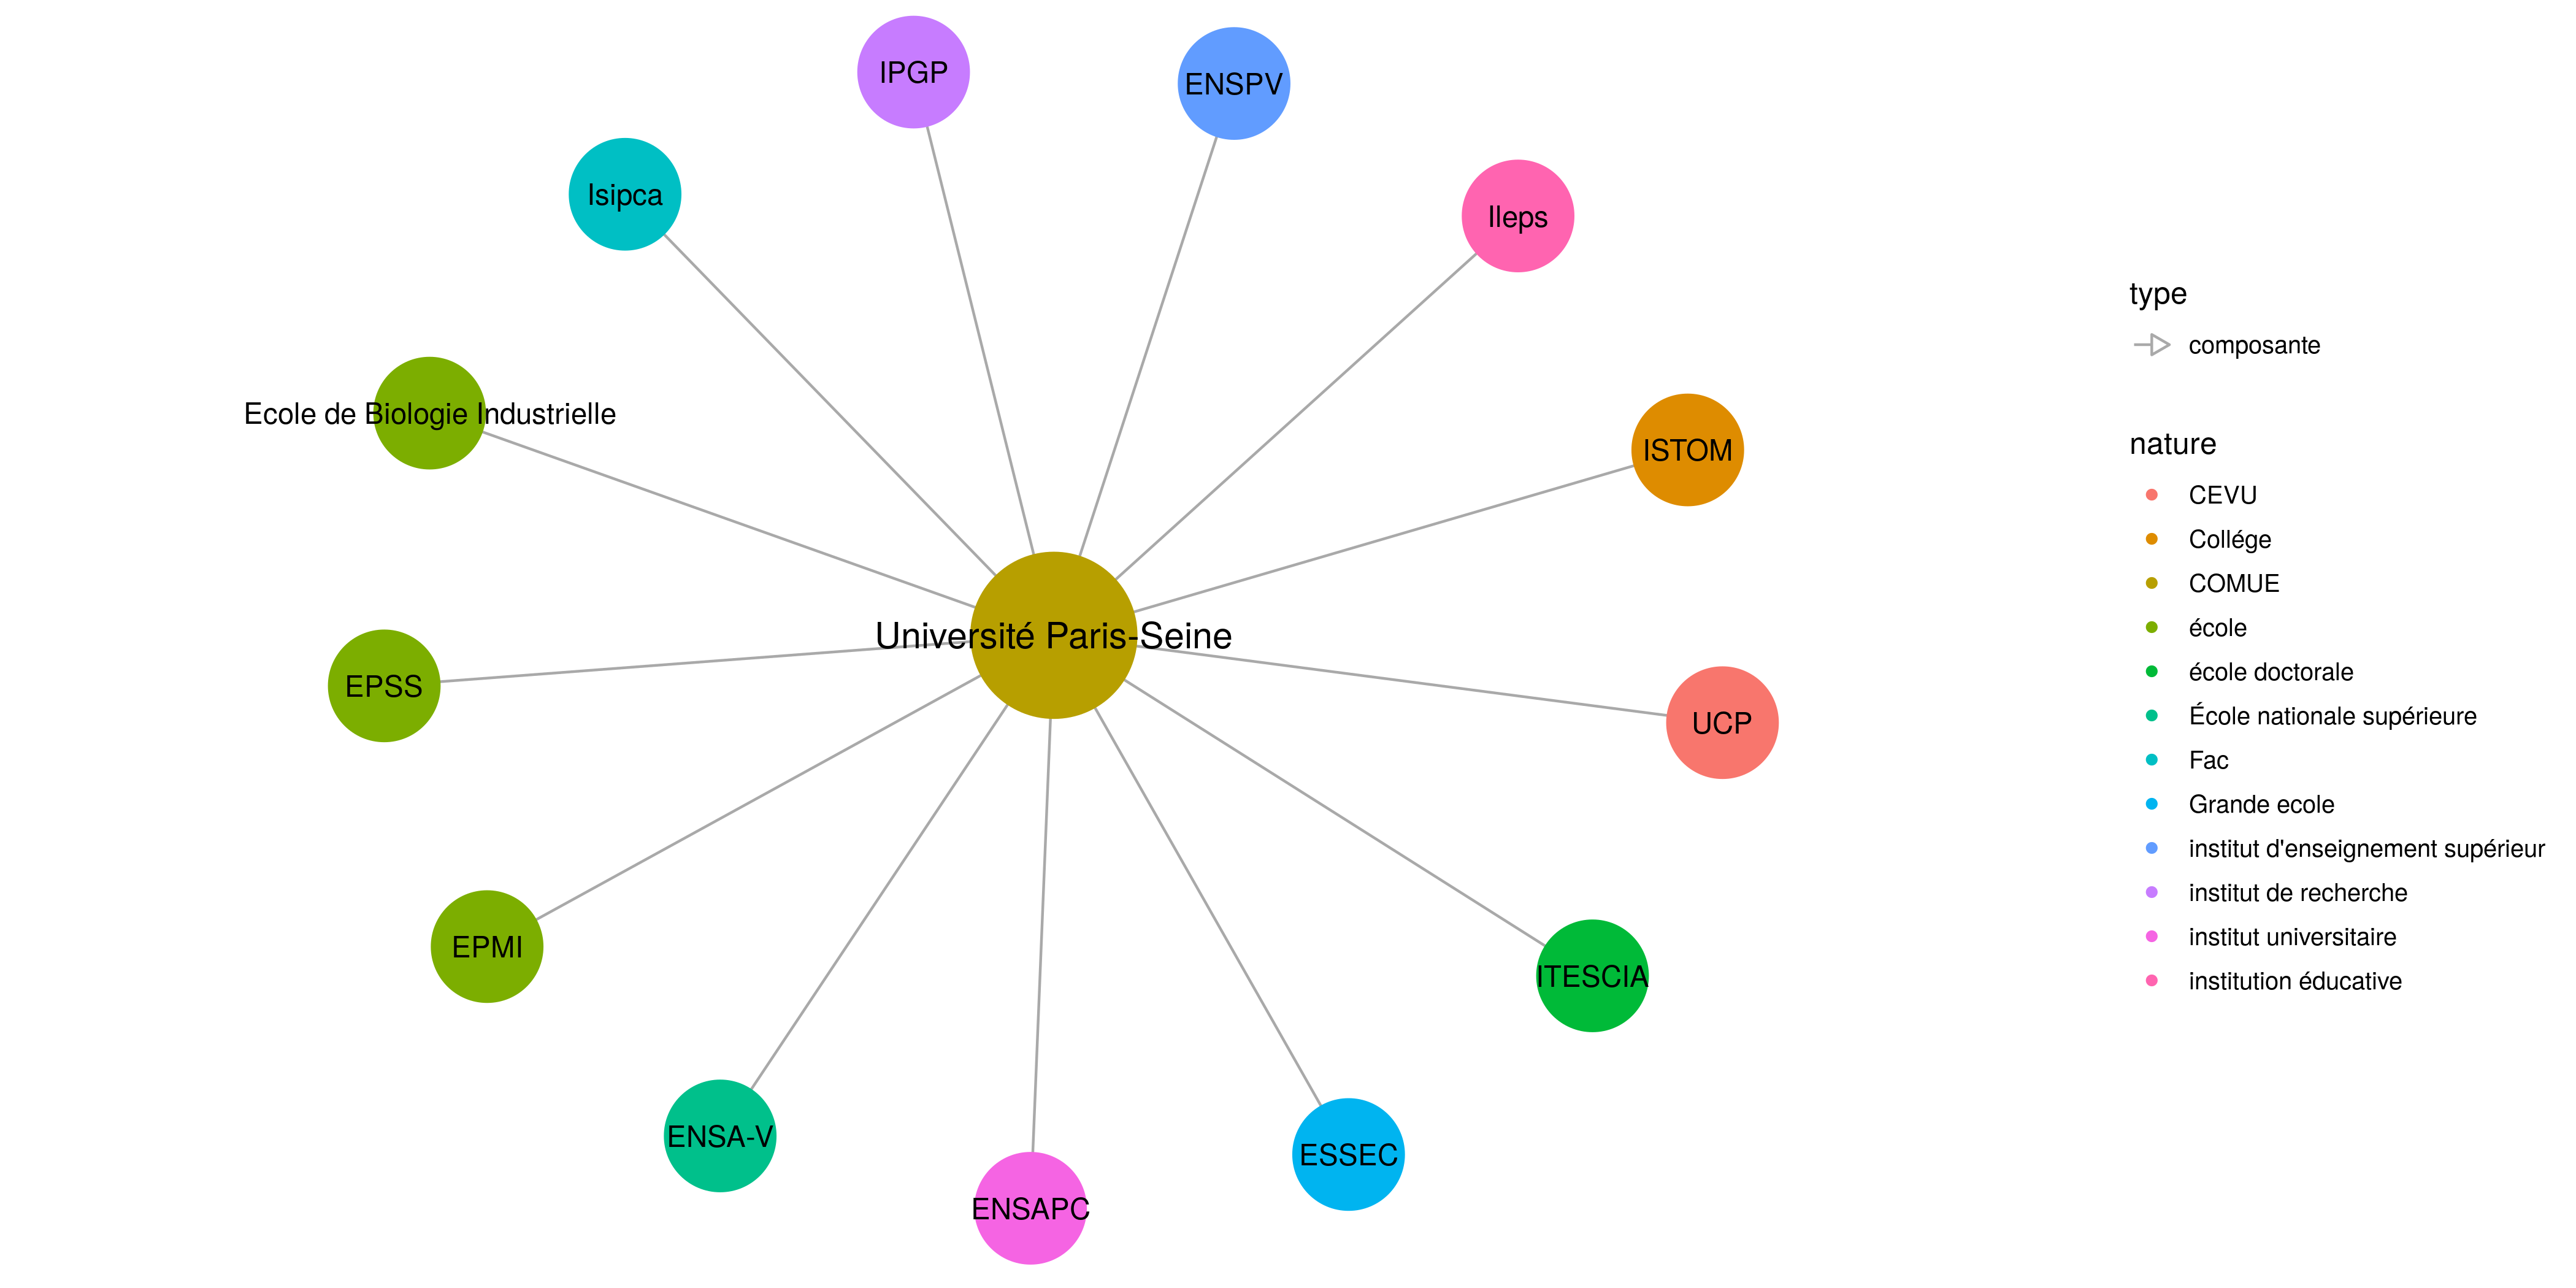 IPGP
ENSPV
Isipca
Ileps
Ecole de Biologie Industrielle
ISTOM
Université Paris-Seine
EPSS
UCP
EPMI
ITESCIA
ENSA-V
ESSEC
ENSAPC
type
composante
nature
CEVU
Collége
COMUE
école
école doctorale
École nationale supérieure
Fac
Grande ecole
institut d'enseignement supérieur
institut de recherche
institut universitaire
institution éducative